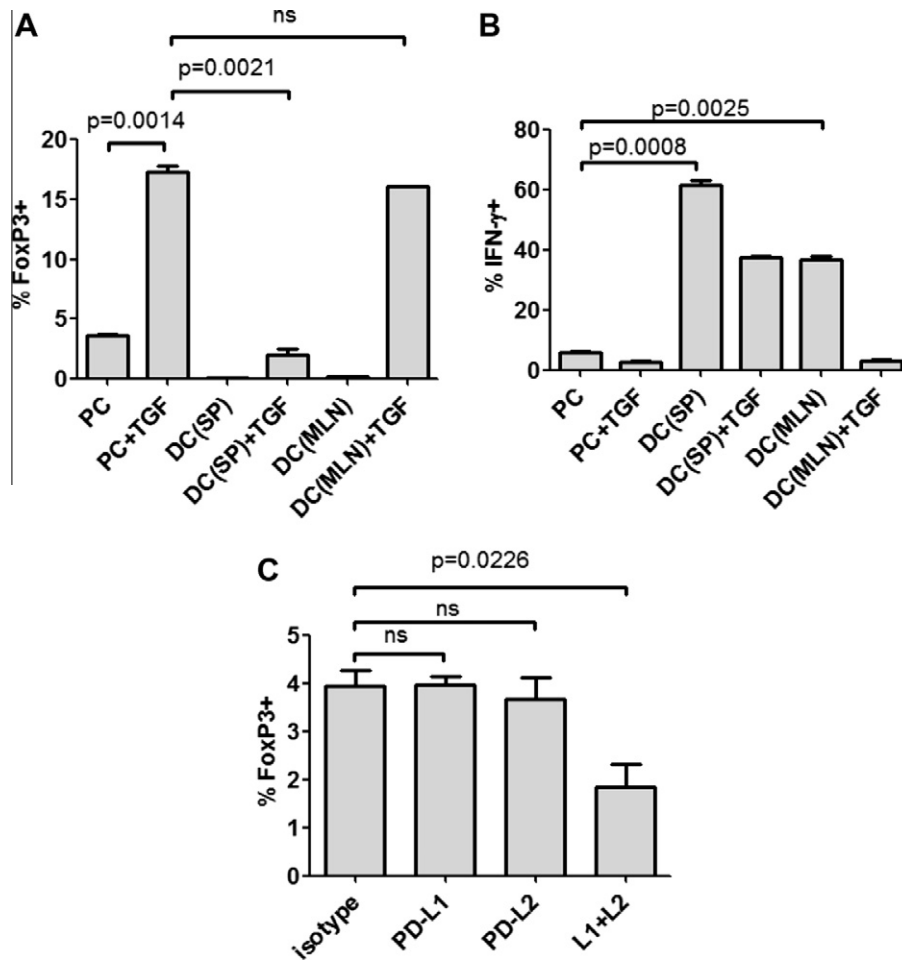 A
ns
p=0.0021
p=0.0014
% FoxP3+
20
15
10
5
0
PC
PC+TGF
DC(SP)
DC(SP)+TGF
DC(MLN)
DC(MLN)+TGF
B
p=0.0025
p=0.0008
% IFN-γ+
80
60
40
20
0
PC
PC+TGF
DC(SP)
DC(SP)+TGF
DC(MLN)
DC(MLN)+TGF
C
p=0.0226
ns
ns
% FoxP3+
5
4
3
2
1
0
isotype
PD-L1
PD-L2
L1+L2